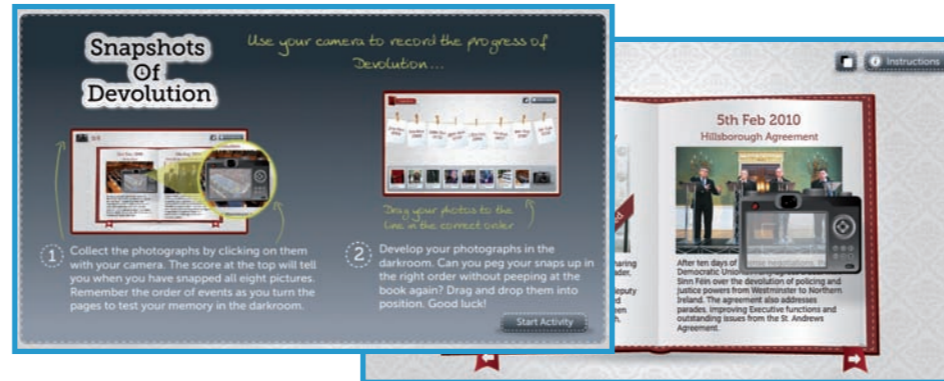 Snapshots
Of
Devolution
Use your camera to record the progress of
Devolution...
Drag your photos to the
line in the correct order
1 Collect the photographs by clicking on them
with your camera. The score at the top will tell
you when you have snapped all eight pictures.
Remember the order of events as you turn the
pages to test your memory in the darkroom.
2 Develop your photographs in the
darkroom. Can you peg your snaps up in
the right order without peeping at the
book again? Drag and drop them into
position. Good luck!
Start Activity
Instructions
5th Feb 2010
Hillsborough Agreement
After ten days of
Democratic Union
Sinn Féin over the devolution of policing and
justice powers from Westminster to Northern
Ireland. The agreement also addresses
parades, improving Executive functions and
outstanding issues from the St. Andrews
Agreement.